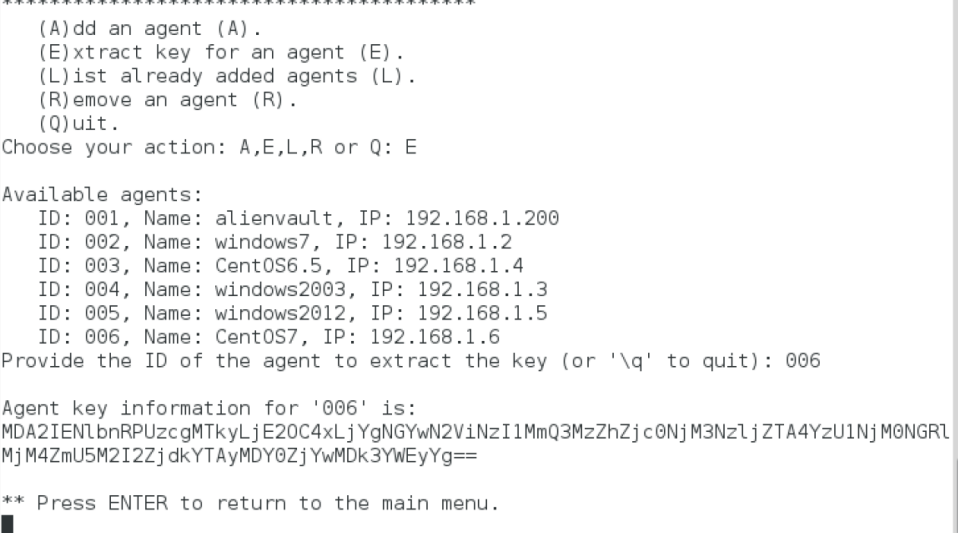 (A)dd an agent (A).
(E)xtract key for an agent (E).
(L)ist already added agents (L).
(R)emove an agent (R).
(Q)uit.
Choose your action: A,E,L,R or Q: E
Available agents:
ID: 001, Name: alienvault, IP: 192.168.1.200
ID: 002, Name: windows7, IP: 192.168.1.2
ID: 003, Name: CentOS6.5, IP: 192.168.1.4
ID: 004, Name: windows2003, IP: 192.168.1.3
ID: 005, Name: windows2012, IP: 192.168.1.5
ID: 006, Name: CentOS7, IP: 192.168.1.6
Provide the ID of the agent to extract the key (or '\q' to quit): 006
Agent key information for '006' is:
MDA2IENlbnRPUzcgMTkyLjE2OC4xLjYgNGYwN2ViNzI1MmQ3MzZhZjc0NjM3NzljZTA4YzU1NjM0NGRl
MjM4ZmU5M2I2ZjdkYTAyMDY0ZjYwMDk3YWEyYg==
** Press ENTER to return to the main menu.